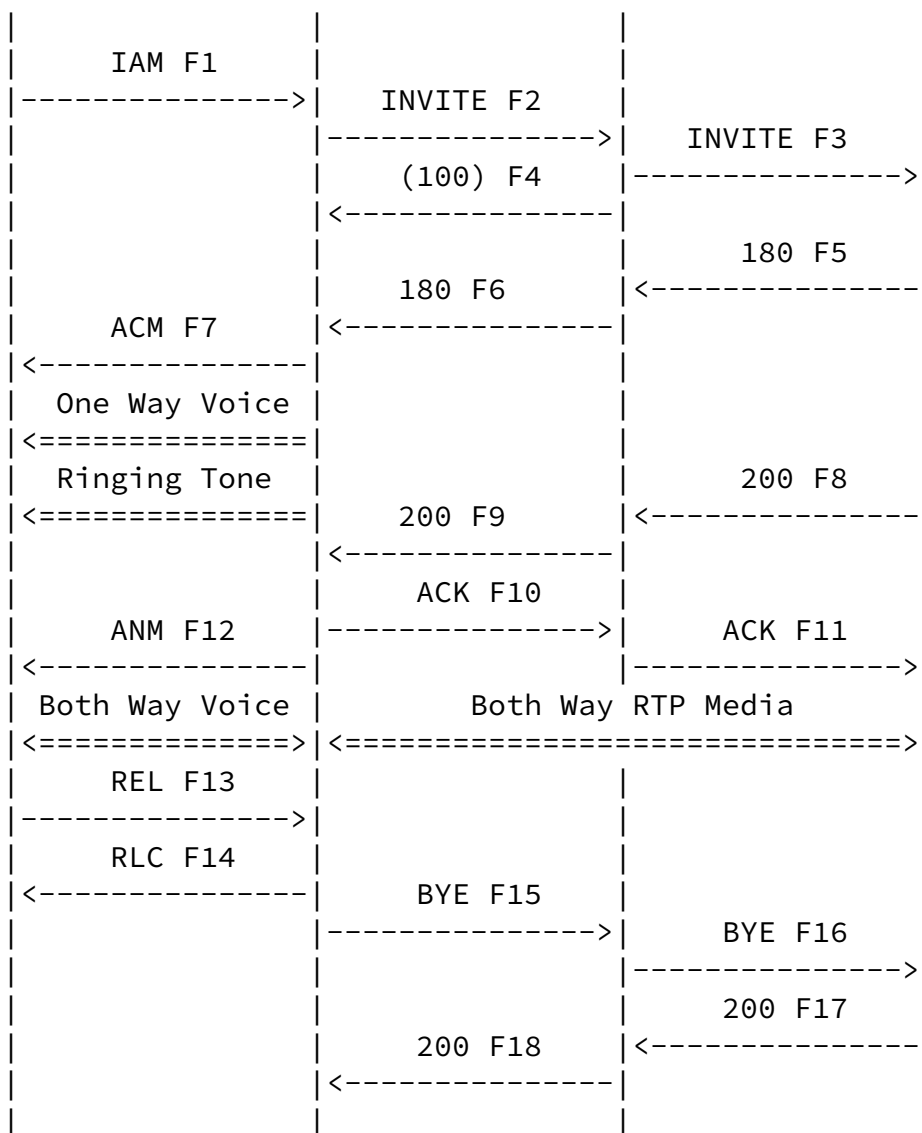 IAM F1
INVITE F2
INVITE F3
(100) F4
180 F5
180 F6
ACM F7
One Way Voice
Ringing Tone 200 F8
200 F9
ACK F10
ANM F12 ACK F11
Both Way Voice Both Way RTP Media
REL F13
RLC F14
BYE F15
BYE F16
200 F17
200 F18